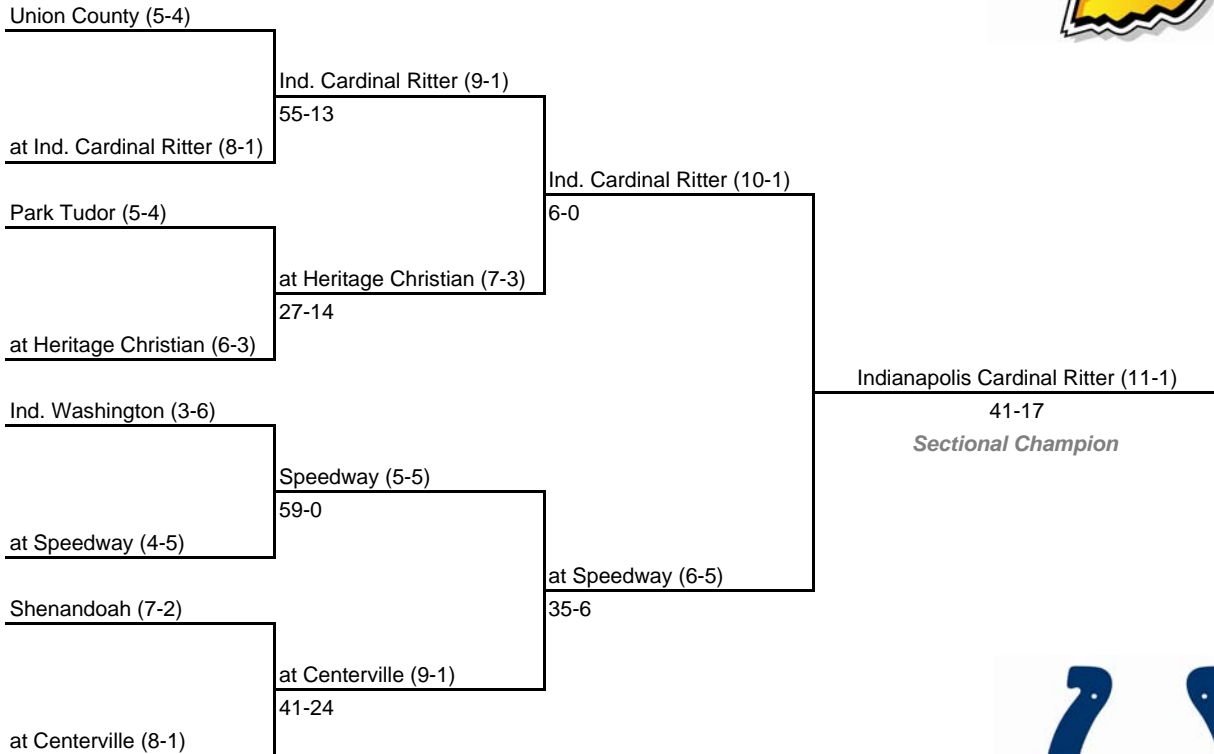 Union County (5-4)
Ind. Cardinal Ritter (9-1)
55-13
at Ind. Cardinal Ritter (8-1)
Ind. Cardinal Ritter (10-1)
6-0
Park Tudor (5-4)
at Heritage Christian (7-3)
27-14
at Heritage Christian (6-3)
Indianapolis Cardinal Ritter (11-1)
41-17
Sectional Champion
Ind. Washington (3-6)
Speedway (5-5)
59-0
at Speedway (4-5)
at Speedway (6-5)
35-6
Shenandoah (7-2)
at Centerville (9-1)
41-24
at Centerville (8-1)